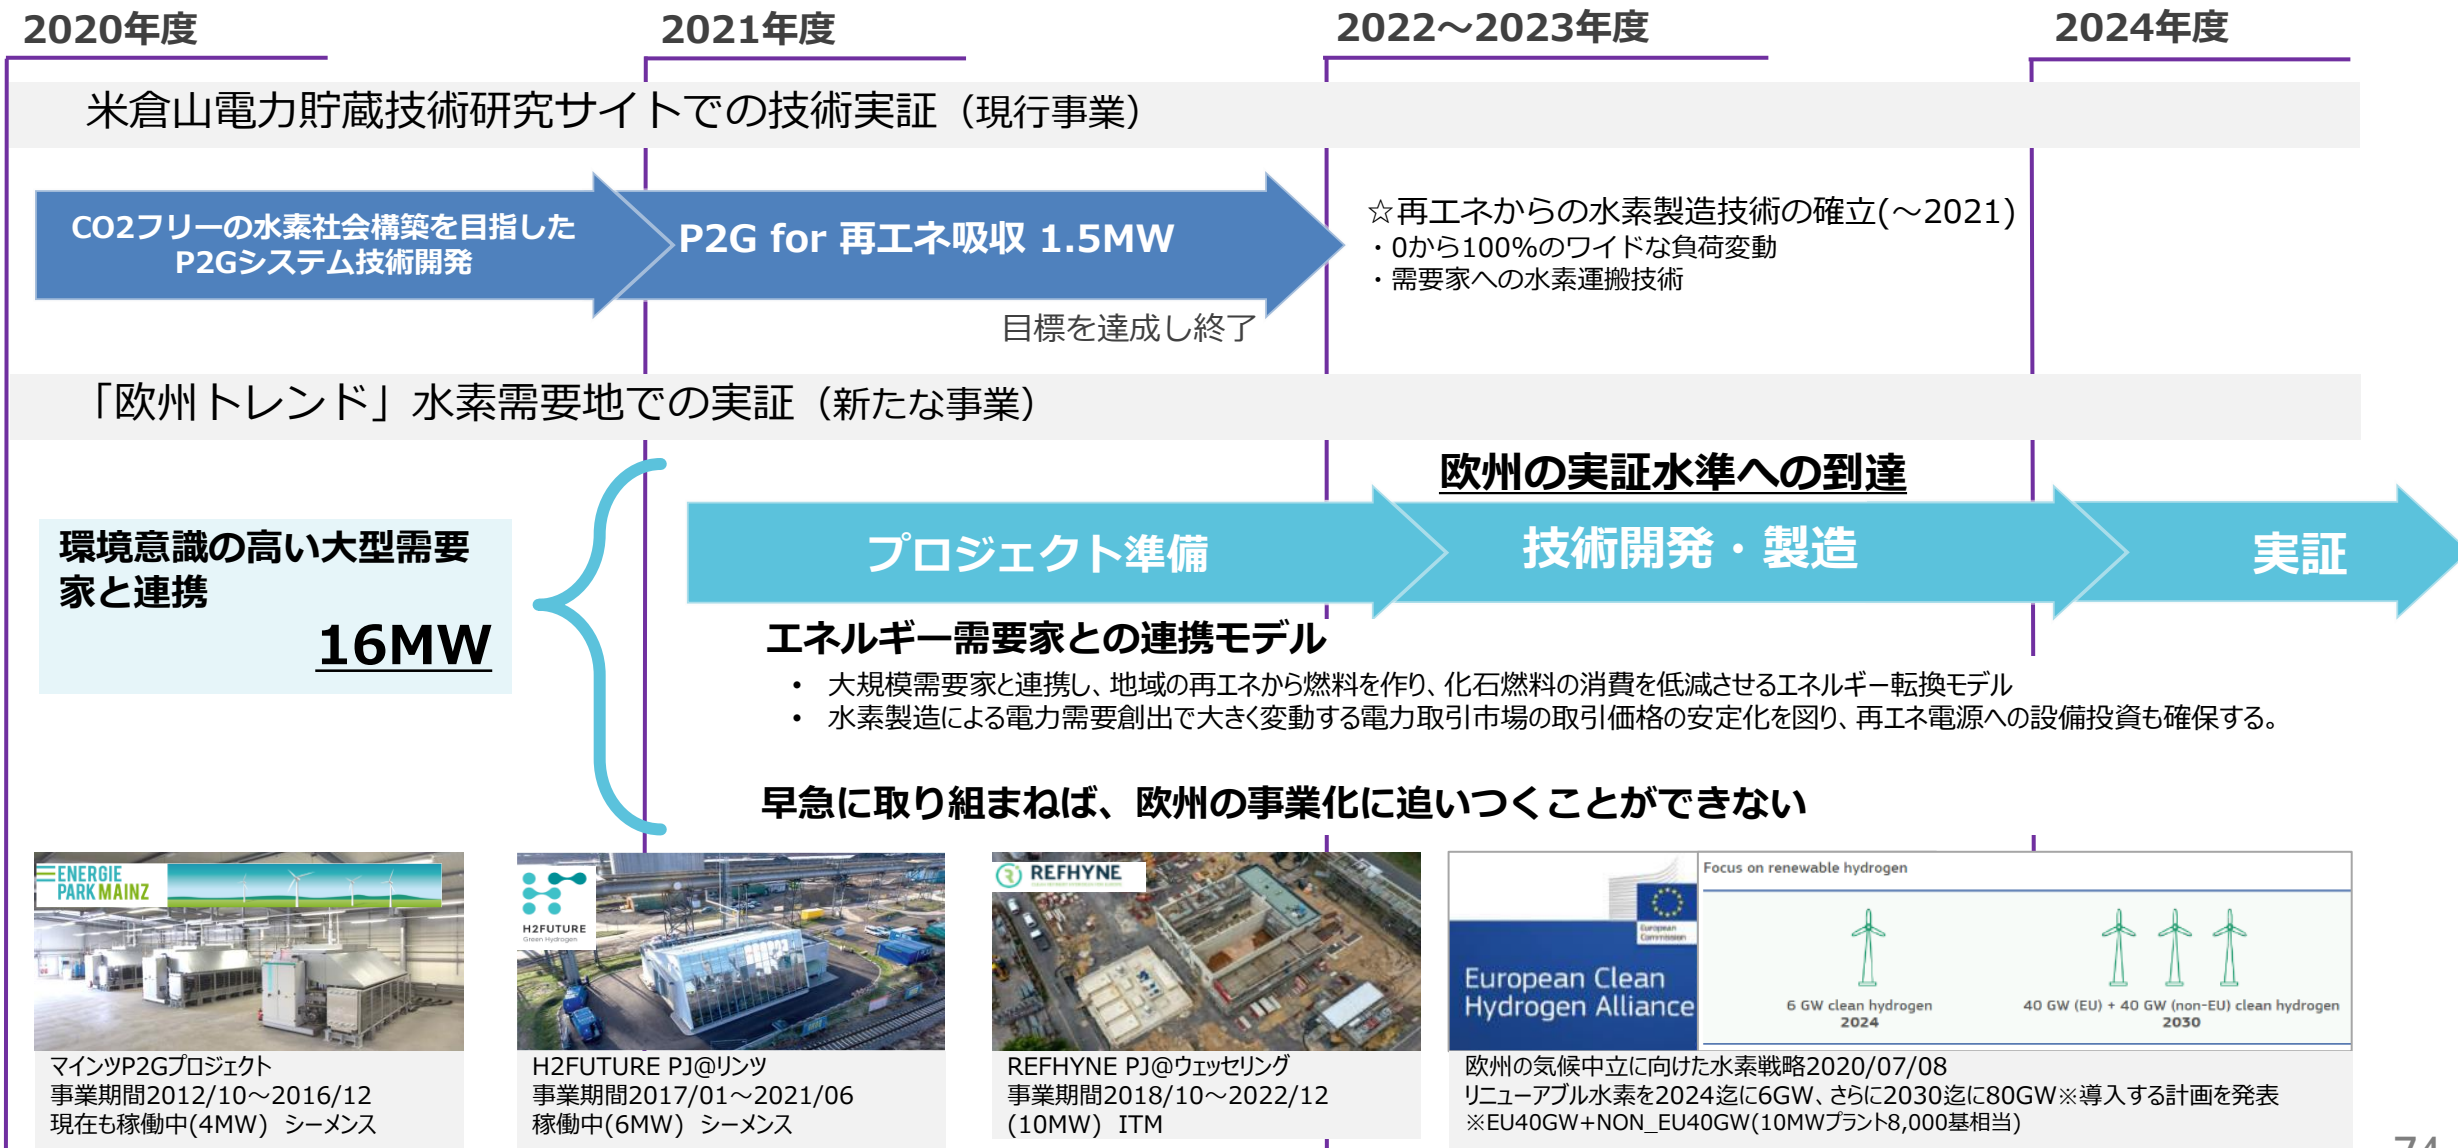 2020年度
2021年度
2022～2023年度
2024年度
米倉山電力貯蔵技術研究サイトでの技術実証（現行事業）
CO2フリーの水素社会構築を目指した
P2Gシステム技術開発
P2G for 再エネ吸収 1.5MW
☆再エネからの水素製造技術の確立(～2021)
・0から100%のワイドな負荷変動
・需要家への水素運搬技術
目標を達成し終了
「欧州トレンド」水素需要地での実証（新たな事業）
欧州の実証水準への到達
環境意識の高い大型需要
家と連携
16MW
プロジェクト準備
技術開発・製造
実証
エネルギー需要家との連携モデル
• 大規模需要家と連携し、地域の再エネから燃料を作り、化石燃料の消費を低減させるエネルギー転換モデル
• 水素製造による電力需要創出で大きく変動する電力取引市場の取引価格の安定化を図り、再エネ電源への設備投資も確保する。
早急に取り組まねば、欧州の事業化に追いつくことができない
ENERGIE
PARK MAINZ
マインツP2Gプロジェクト
事業期間2012/10～2016/12
現在も稼働中(4MW) シーメンス
H2FUTURE
Green Hydrogen
H2FUTURE PJ@リンツ
事業期間2017/01～2021/06
稼働中(6MW) シーメンス
REFHYNE
REFHYNE PJ@ウェッセリング
事業期間2018/10～2022/12
(10MW) ITM
European
Commission
European Clean
Hydrogen Alliance
Focus on renewable hydrogen
6 GW clean hydrogen
2024
40 GW (EU) + 40 GW (non-EU) clean hydrogen
2030
欧州の気候中立に向けた水素戦略2020/07/08
リニューアブル水素を2024迄に6GW、さらに2030迄に80GW※導入する計画を発表
※EU40GW+NON_EU40GW(10MWプラント8,000基相当)
74